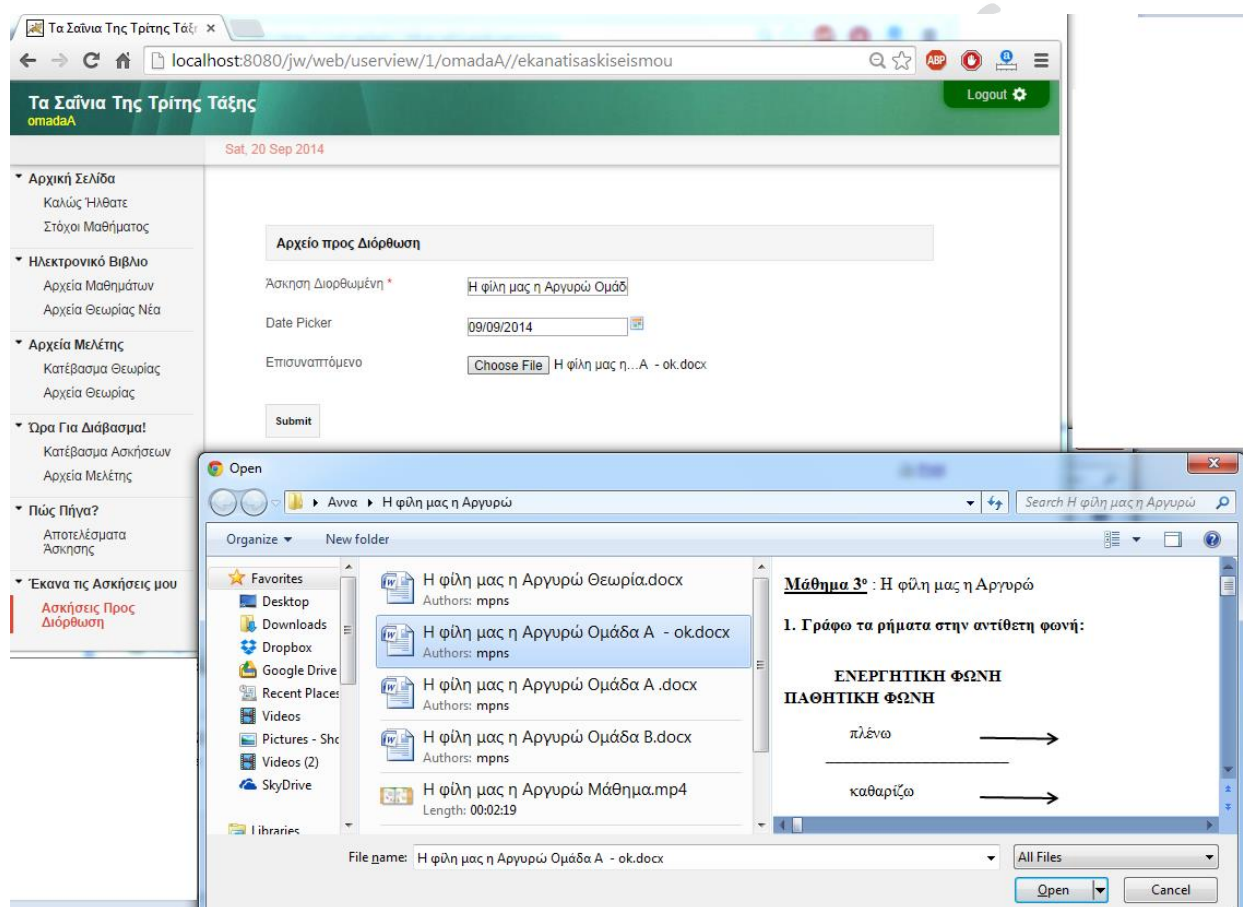 Τα Σαΐνια Της Τρίτης Τάξη
localhost:8080/jw/web/userview/1/omadaA//ekanatisaskiseismou
ABP
a
Τα Σαΐνια Της Τρίτης Τάξης
omadaA
Logout
Sat, 20 Sep 2014
Αρχική Σελίδα
Καλώς Ήλθατε
Στόχοι Μαθήματος
Ηλεκτρονικό Βιβλιο
Αρχεία Μαθημάτων
Αρχεία Θεωρίας Νέα
Αρχεία Μελέτης
Κατέβασμα Θεωρίας
Αρχεία Θεωρίας
Ώρα Για Διάβασμα!
Κατέβασμα Ασκήσεων
Αρχεία Μελέτης
Πώς Πήγα?
Αποτελέσματα
Άσκησης
Έκανα τις Ασκήσεις μου
Ασκήσεις Προς
Διόρθωση
Αρχείο προς Διόρθωση
Άσκηση Διορθωμένη *
Η φίλη μας η Αργυρώ Ομάδ
Date Picker
09/09/2014
Επισυναπτόμενο
Choose File Η φίλη μας η...Α - ok.docx
Submit
Open
Αννα
Η φίλη μας η Αργυρώ
Search Η φίλη μας η Αργυρώ
Organize
New folder
Favorites
Desktop
Downloads
Dropbox
Google Drive
Recent Places
Videos
Pictures - Sho
Videos (2)
SkyDrive
Libraries
Η φίλη μας η Αργυρώ Θεωρία.docx
Authors: mpns
Η φίλη μας η Αργυρώ Ομάδα Α - ok.docx
Authors: mpns
Η φίλη μας η Αργυρώ Ομάδα Α .docx
Authors: mpns
Η φίλη μας η Αργυρώ Ομάδα Β.docx
Authors: mpns
Η φίλη μας η Αργυρώ Μάθημα.mp4
Length: 00:02:19
Μάθημα 3º : Η φίλη μας η Αργυρώ
1. Γράφω τα ρήματα στην αντίθετη φωνή:
ΕΝΕΡΓΗΤΙΚΗ ΦΩΝΗ
ΠΑΘΗΤΙΚΗ ΦΩΝΗ
πλένω
καθαρίζω
File name:
Η φίλη μας η Αργυρώ Ομάδα Α - ok.docx
All Files
Open
Cancel